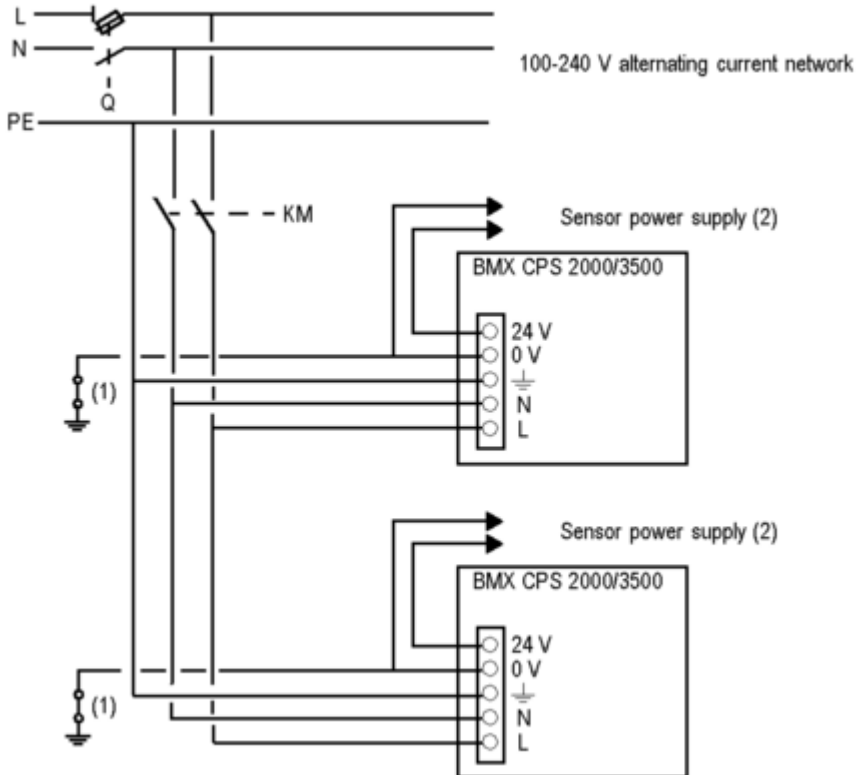 L
N
100-240 V alternating current network
Q
PE
KM
Sensor power supply (2)
BMX CPS 2000/3500
24 V
0 V
(1)
N
L
Sensor power supply (2)
BMX CPS 2000/3500
24 V
0 V
(1)
N
L